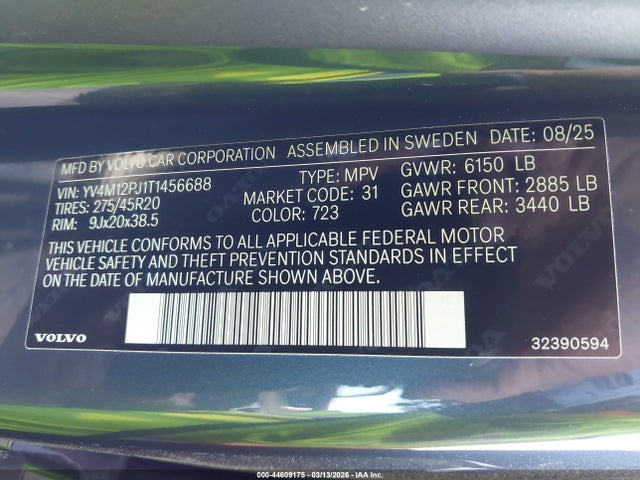 MFD BY VOLVO CAR CORPORATION ASSEMBLED IN SWEDEN DATE: 08/25
VIN: YV4M12PJ1T1456688 TYPE: MPV GVWR: 6150 LB
TIRES: 275/45R20 MARKET CODE: 31 GAWR FRONT: 2885 LB
RIM: 9Jx20x38.5 COLOR: 723 GAWR REAR: 3440 LB
THIS VEHICLE CONFORMS TO ALL APPLICABLE FEDERAL MOTOR
VEHICLE SAFETY AND THEFT PREVENTION STANDARDS IN EFFECT
ON THE DATE OF MANUFACTURE SHOWN ABOVE.
VOLVO 32390594
000-44609175 - 03/13/2026 - IAA Inc.